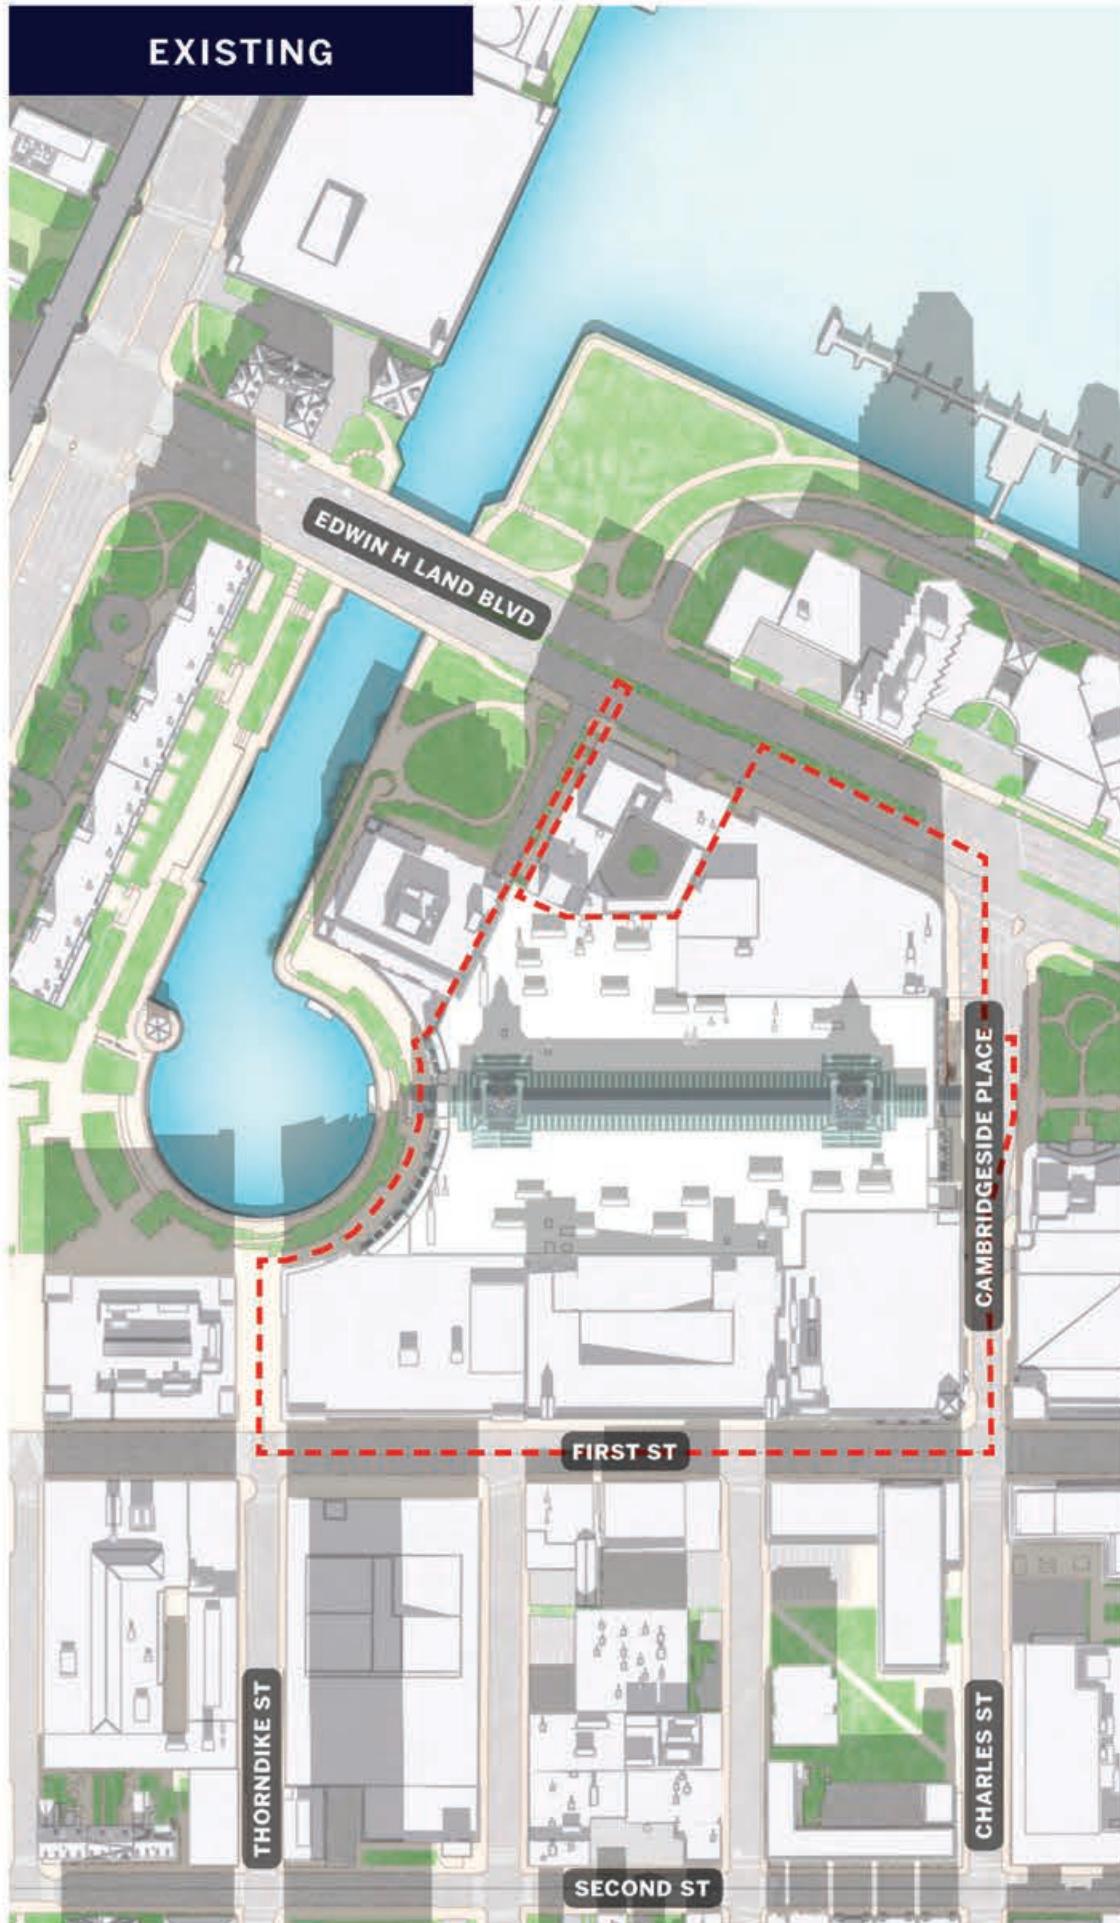 EXISTING
EDWIN H LAND BLVD
CAMBRIDGESIDE PLACE
FIRST ST
THORNDIKE ST
CHARLES ST
SECOND ST